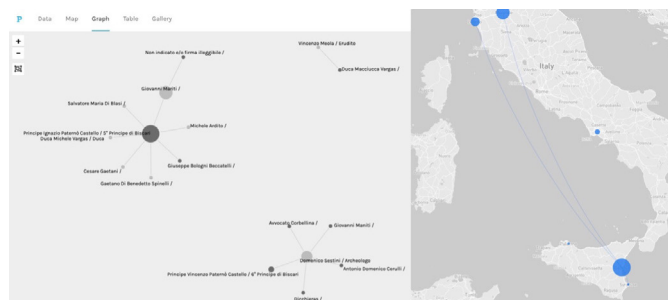 P Data Map Graph Table Gallery
+
−
Non indicato e/o firma illeggibile /
Giovanni Mariti /
Salvatore Maria Di Blasi /
Michele Ardito /
Principe Ignazio Paternò Castello / 5° Principe di Biscari
Duca Michele Vargas / Duca
Giuseppe Bologni Beccatelli /
Cesare Gaetani /
Gaetano Di Benedetto Spinelli /
Vincenzo Meola / Erudito
Duca Macciucca Vargas /
Avvocato Corbellina /
Giovanni Maniti /
Domenico Sestini / Archeologo
Antonio Domenico Cerulli /
Principe Vincenzo Paternò Castello / 6° Principe di Biscari
Italy